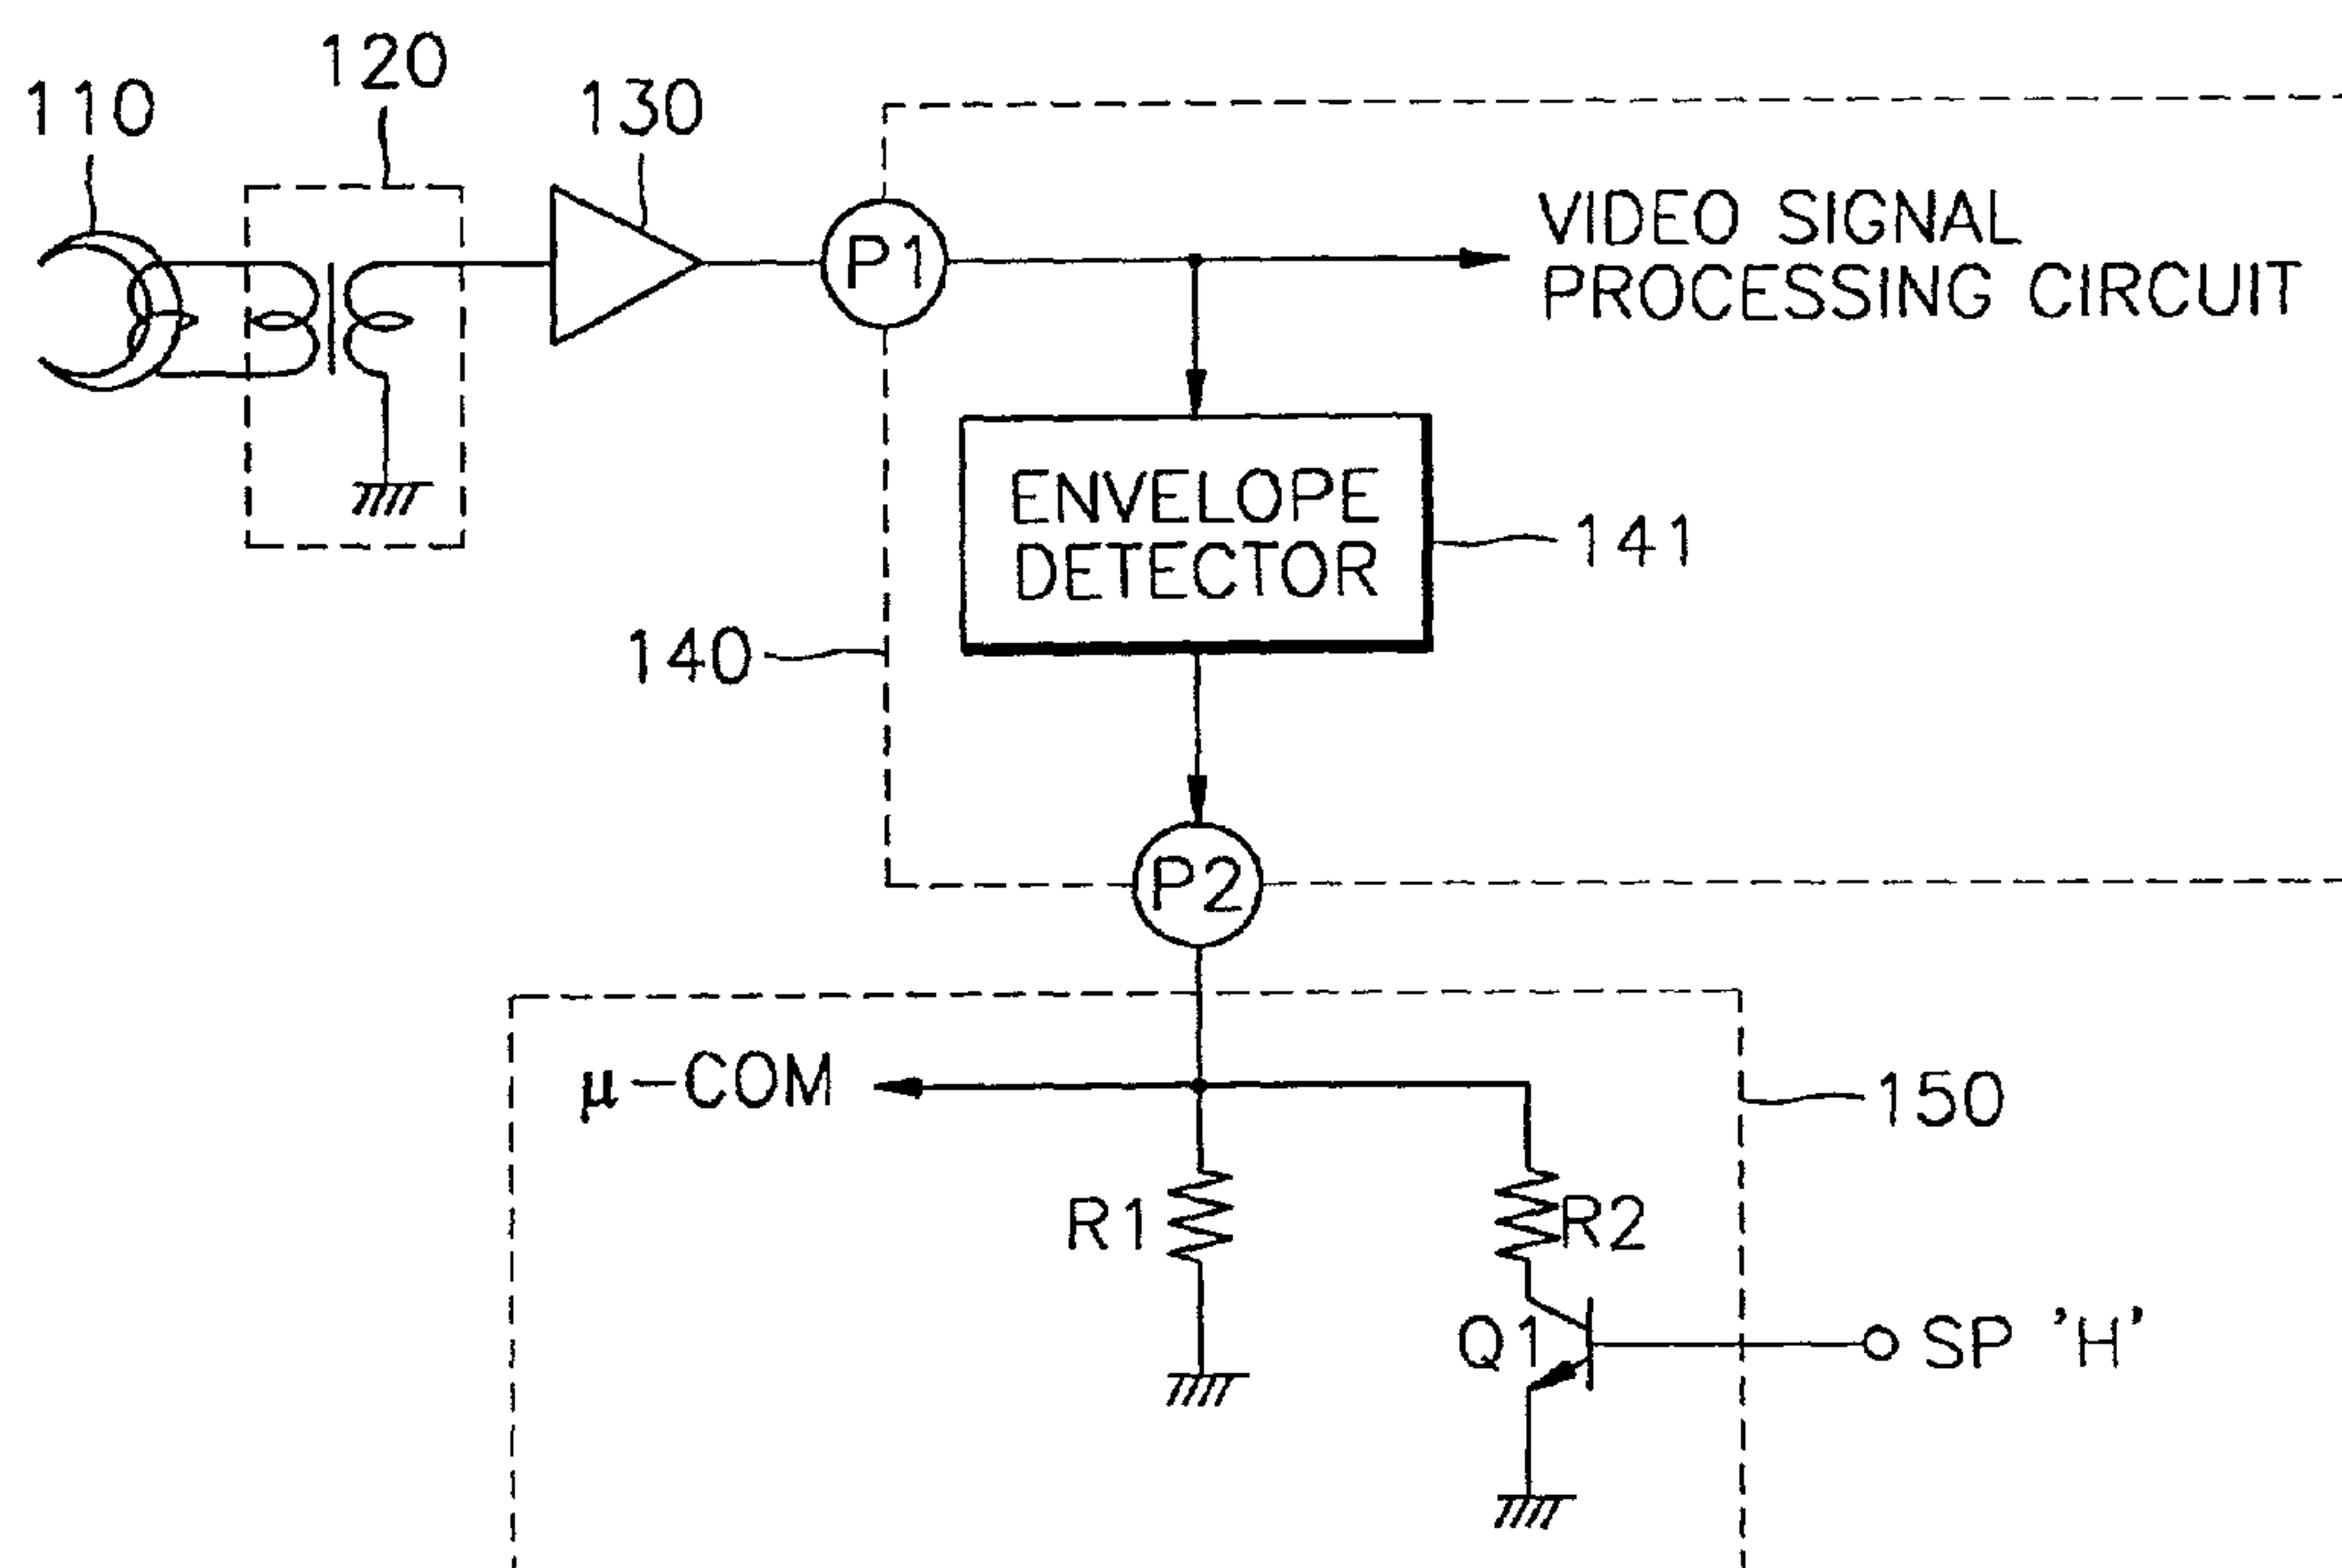 110
120
130
P1
VIDEO SIGNAL
PROCESSING CIRCUIT
ENVELOPE
DETECTOR
141
140
P2
μ-COM
150
R1
R2
Q1
SP 'H'